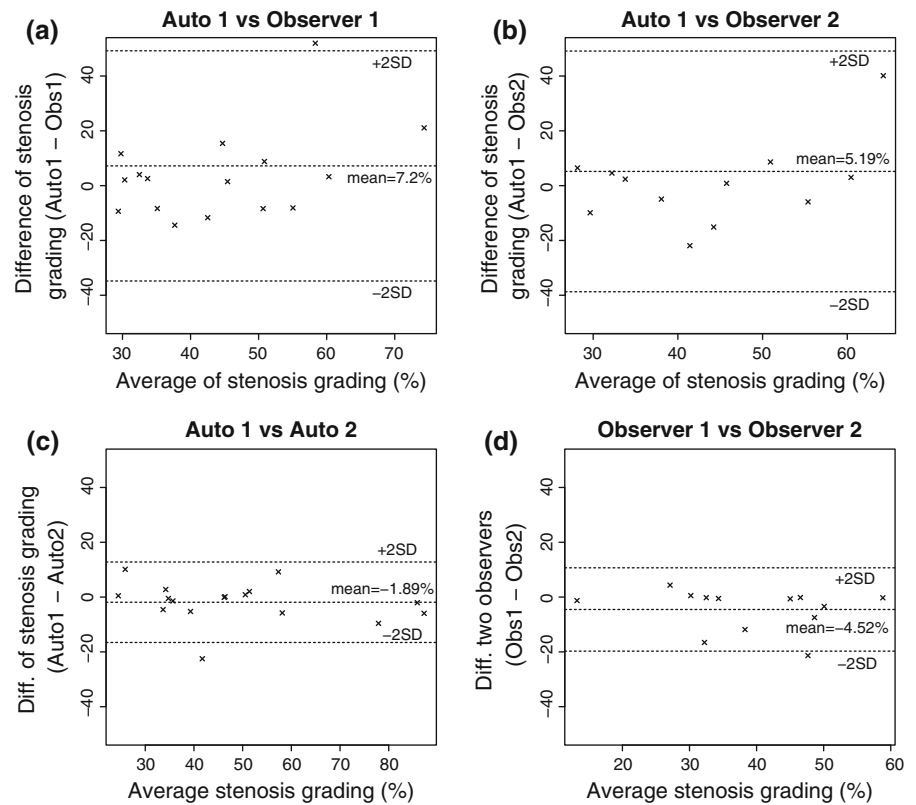 (a)
Auto 1 vs Observer 1
Difference of stenosis
grading (Auto1 − Obs1)
40
20
0
−20
−40
+2SD
mean=7.2%
−2SD
30
40
50
60
70
Average of stenosis grading (%)
(b)
Auto 1 vs Observer 2
Difference of stenosis
grading (Auto1 − Obs2)
40
20
0
−20
−40
+2SD
mean=5.19%
−2SD
30
40
50
60
Average of stenosis grading (%)
(c)
Auto 1 vs Auto 2
Diff. of stenosis grading
(Auto1 − Auto2)
40
20
0
−20
−40
+2SD
mean=−1.89%
−2SD
30
40
50
60
70
80
Average stenosis grading (%)
(d)
Observer 1 vs Observer 2
Diff. two observers
(Obs1 − Obs2)
40
20
0
−20
−40
+2SD
mean=−4.52%
−2SD
20
30
40
50
60
Average stenosis grading (%)